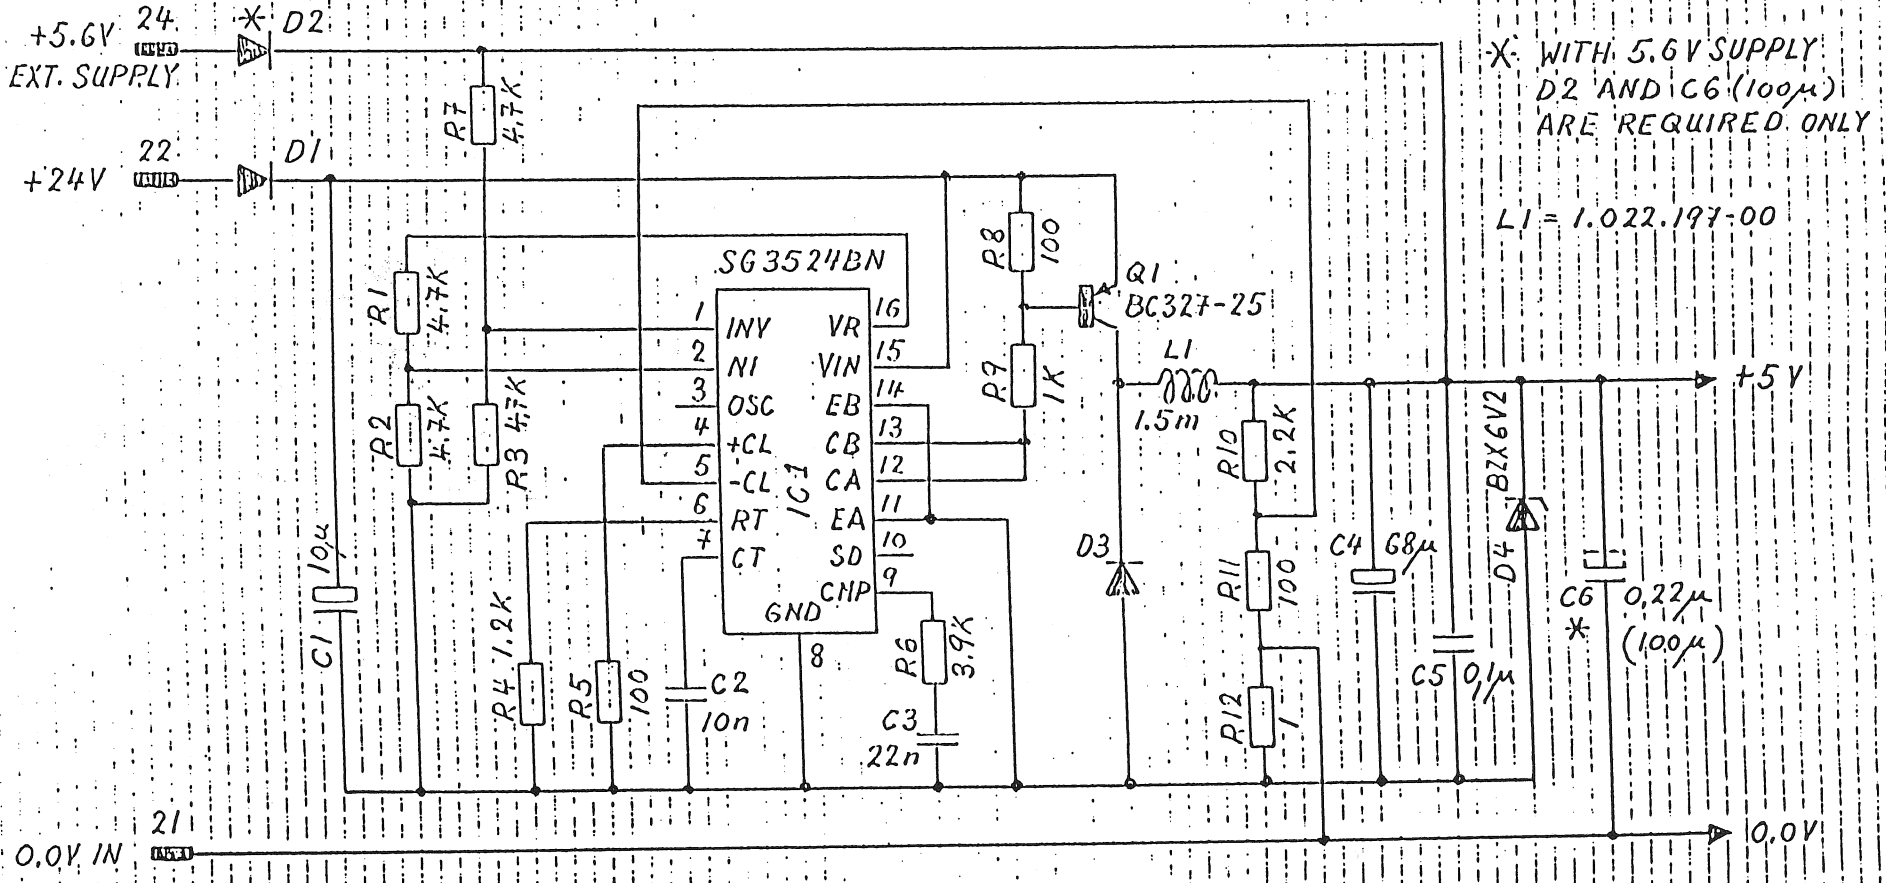 24
* D2
+5.6V
EXT. SUPPLY
* WITH 5.6V SUPPLY
D2 AND C6 (100µ)
ARE REQUIRED ONLY
R7 4.7K
22
D1
+24V
L1 = 1.022.197-00
R8 100
SG3524BN
Q1
BC327-25
R1 4.7K
1 INV VR 16
2 NI VIN 15
3 OSC EB 14
4 +CL CB 13
5 -CL CA 12
6 RT EA 11
7 CT SD 10
CMP 9
GND
8
IC1
R9 1K
L1
1.5m
+5V
R2 4.7K
R3 4.7K
R10 2.2K
BZX6V2
D4
C1 10µ
D3
R11 100
C4 68µ
C6 0,22µ
* (100µ)
R4 1.2K
R5 100
C2
10n
R6 3.9K
C3
22n
R12 1
C5 0,1µ
21
0.0V IN
0.0V